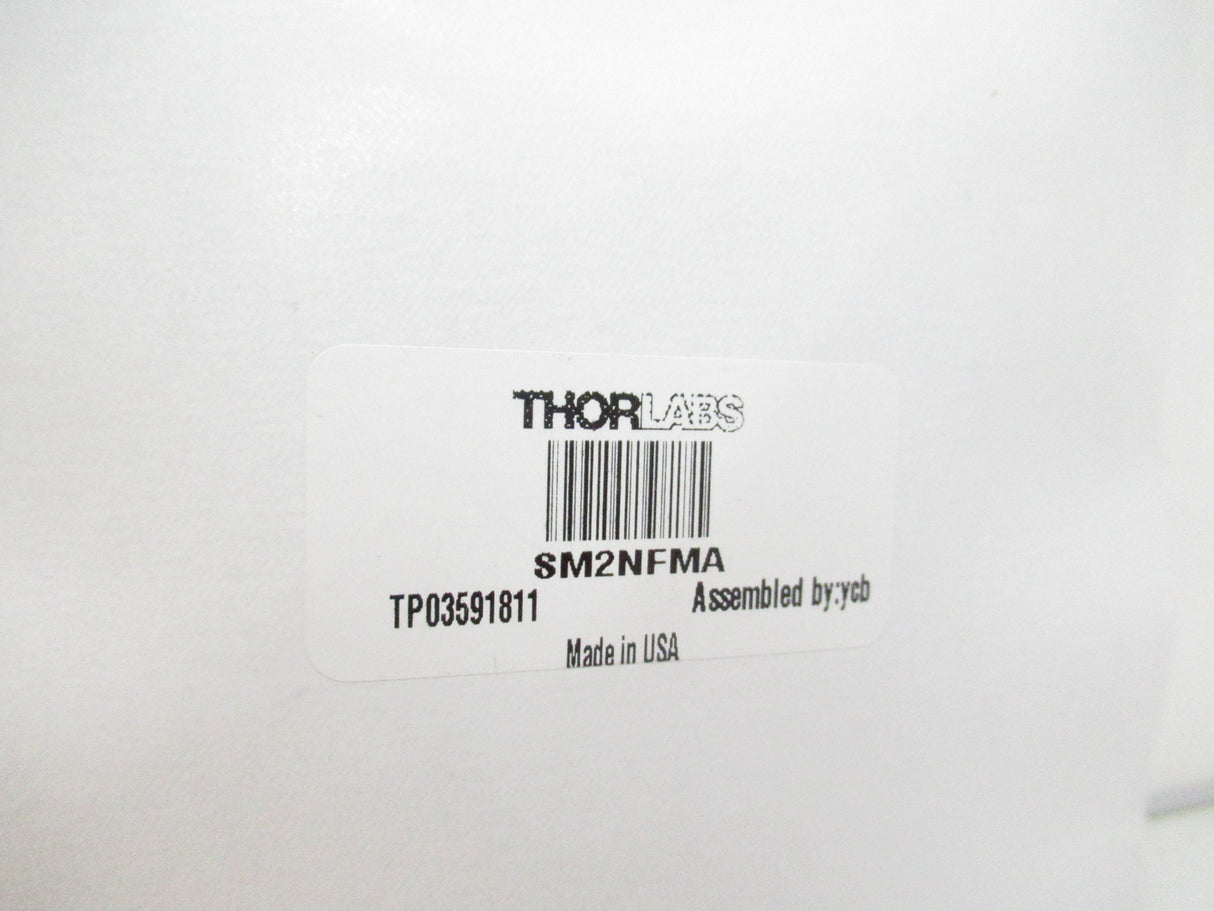 THORLABS
SM2NFMA
TP03591811 Assembled by:ycb
Made in USA